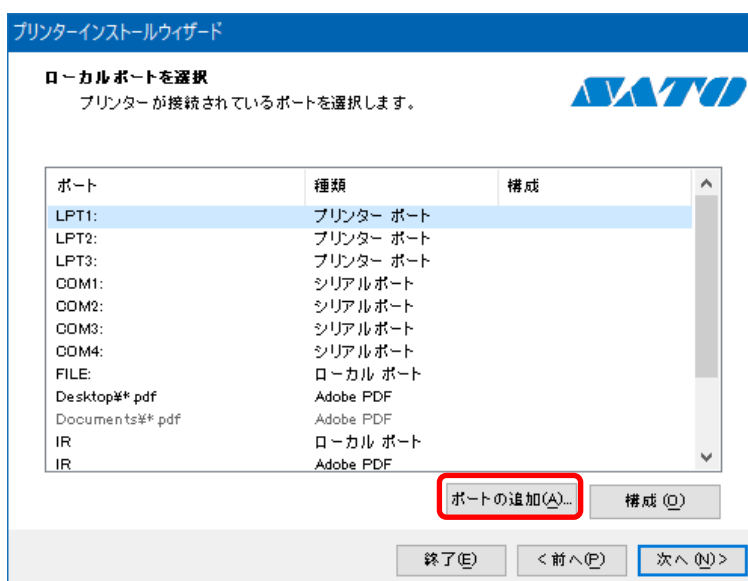 プリンターインストールウィザード
ローカルポートを選択
プリンターが接続されているポートを選択します。
SATO
ポート 種類 構成
LPT1: プリンター ポート
LPT2: プリンター ポート
LPT3: プリンター ポート
COM1: シリアルポート
COM2: シリアルポート
COM3: シリアルポート
COM4: シリアルポート
FILE: ローカル ポート
Desktop¥*.pdf Adobe PDF
Documents¥*.pdf Adobe PDF
IR ローカル ポート
IR Adobe PDF
ポートの追加(A)... 構成 (O)
終了(E) <前へ(P) 次へ (N)>